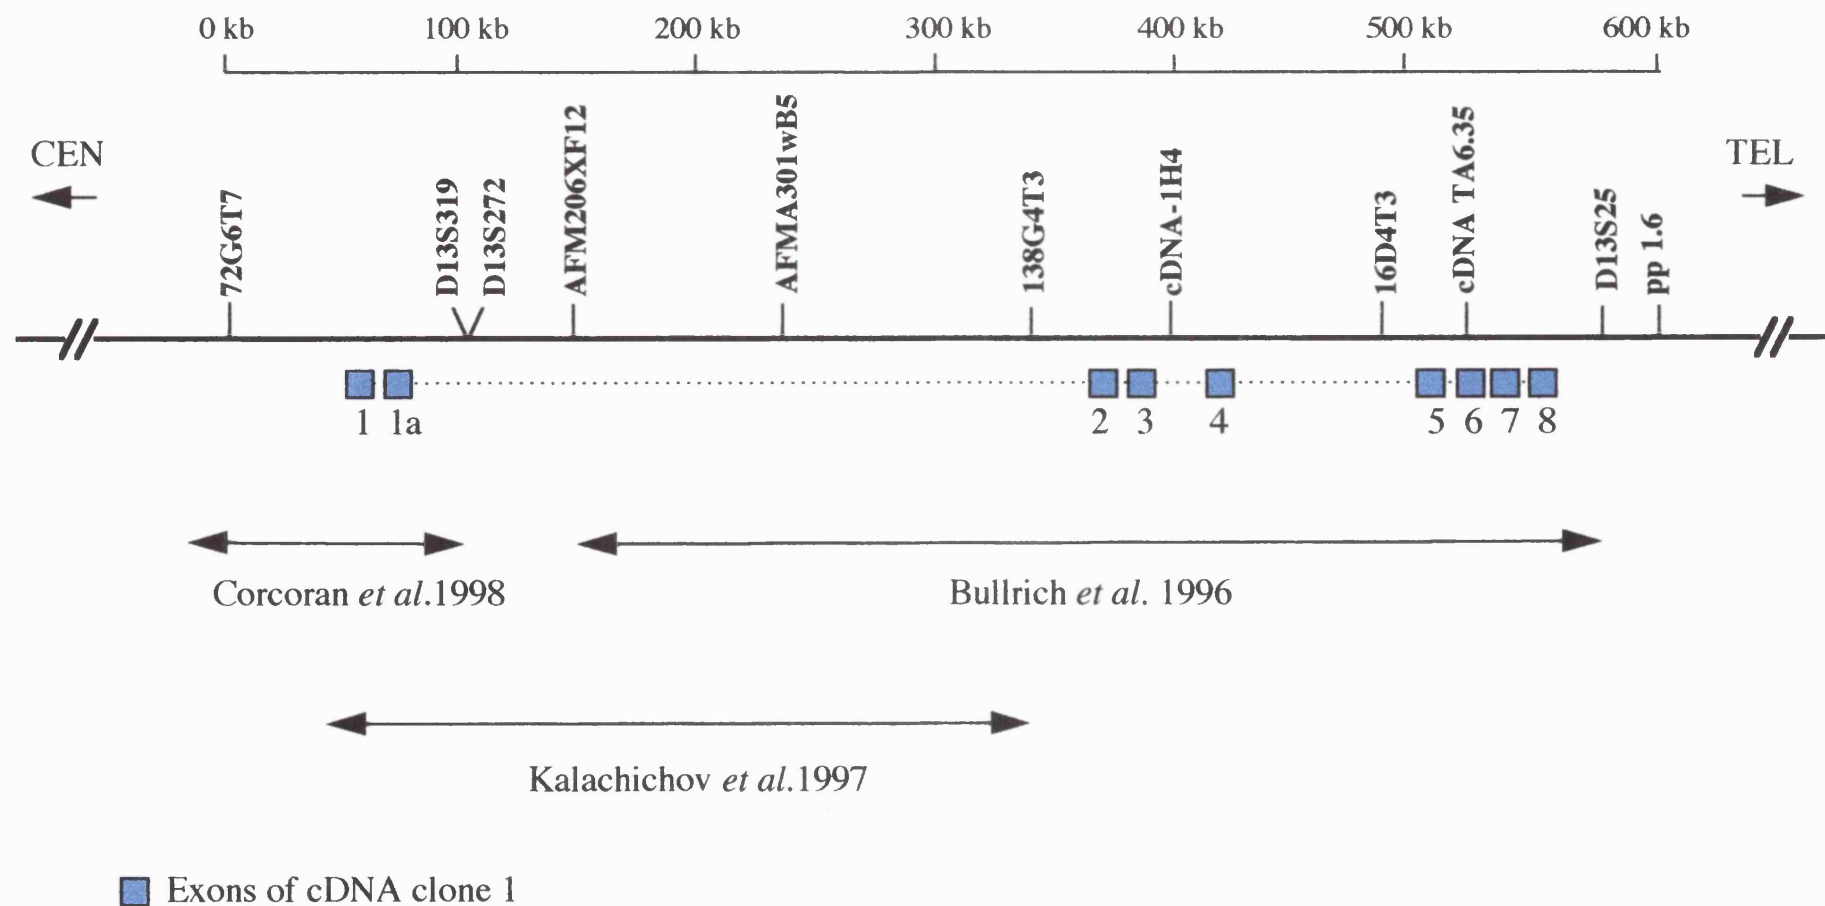 0 kb 100 kb 200 kb 300 kb 400 kb 500 kb 600 kb
CEN
TEL
72G6T7
D13S319
D13S272
AFM206XF12
AFMA301wB5
138G4T3
cDNA-1H4
16D4T3
cDNA TA6.35
D13S25
pp 1.6
1 1a 2 3 4 5 6 7 8
Corcoran et al.1998
Bullrich et al. 1996
Kalachichov et al.1997
Exons of cDNA clone 1